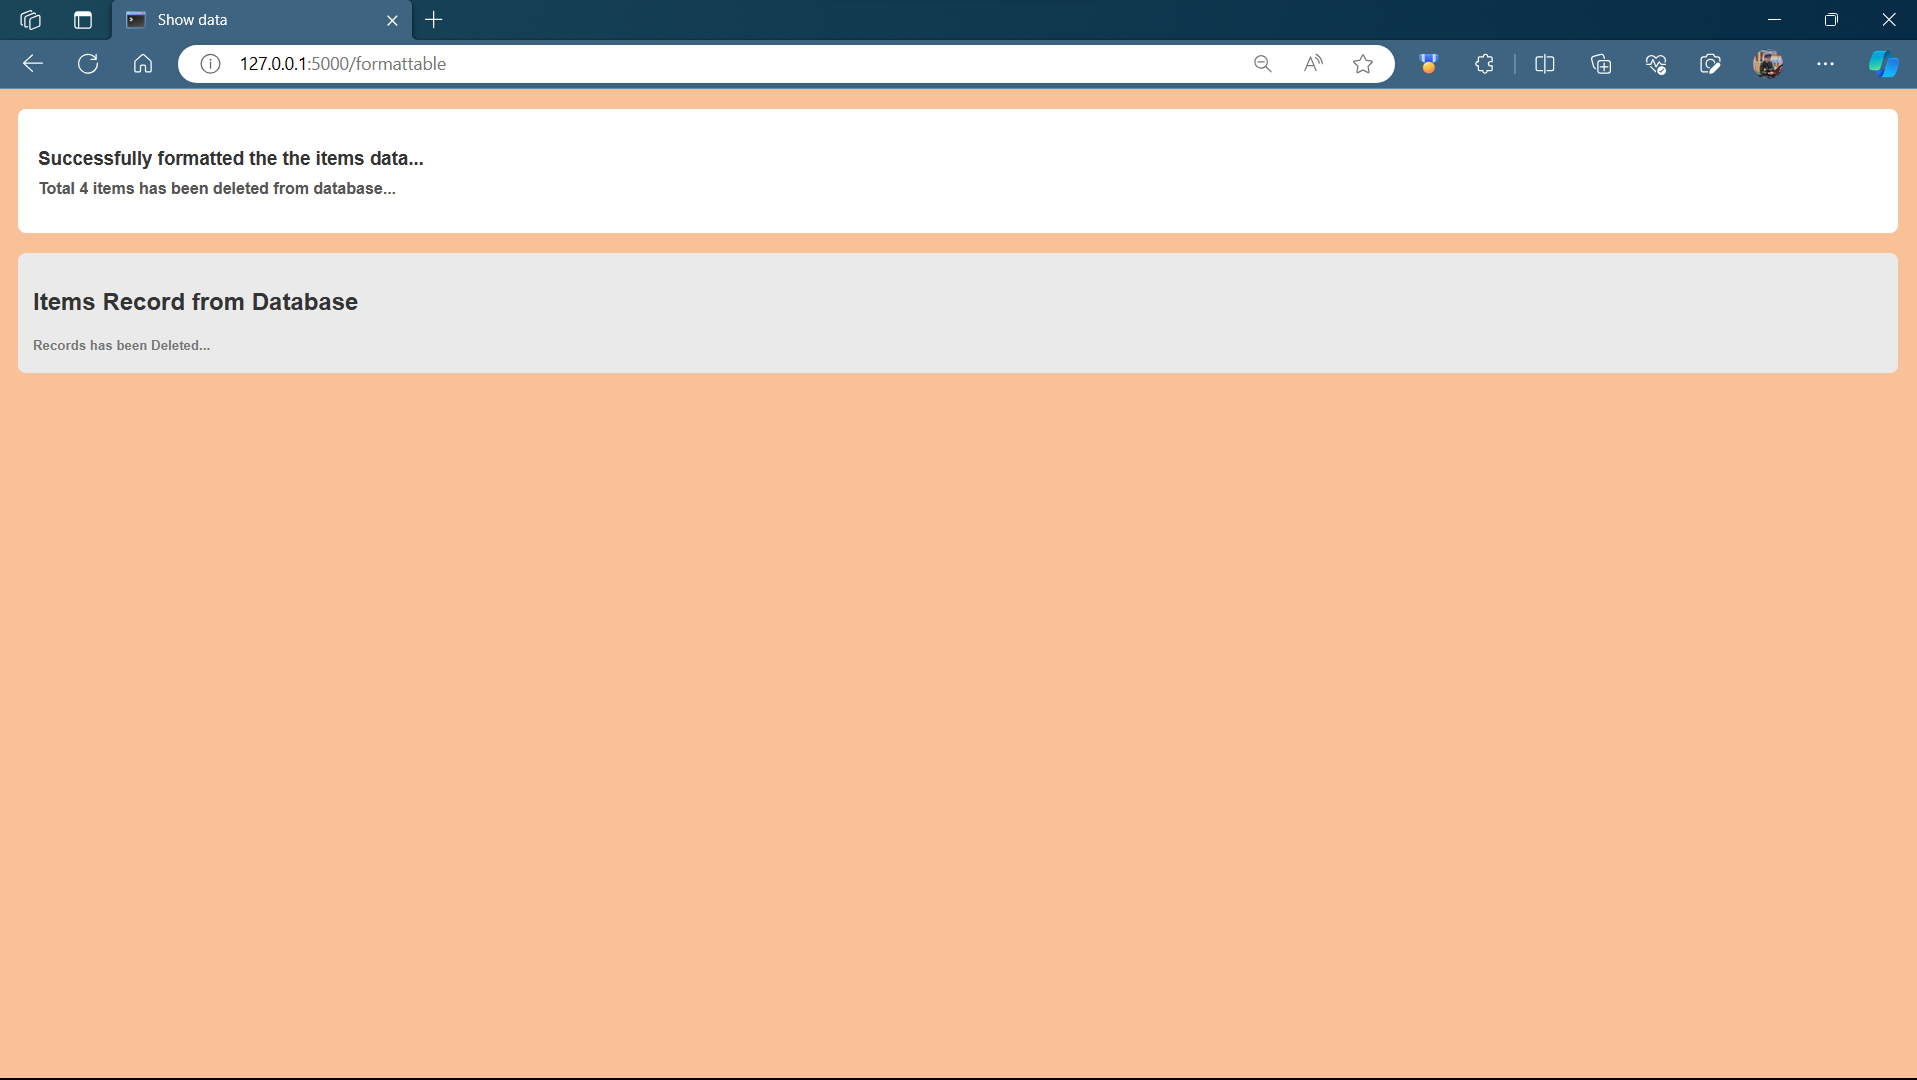 Show data
127.0.0.1:5000/formattable
Successfully formatted the the items data...
Total 4 items has been deleted from database...
Items Record from Database
Records has been Deleted...